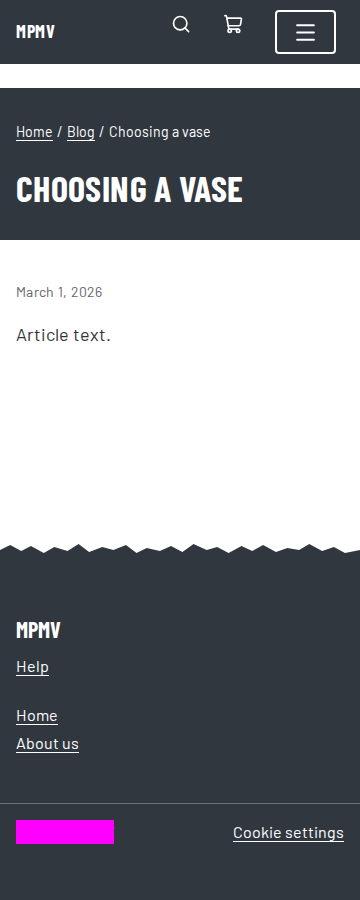 MPMV
Home / Blog / Choosing a vase
CHOOSING A VASE
March 1, 2026
Article text.
MPMV
Help
Home
About us
Cookie settings